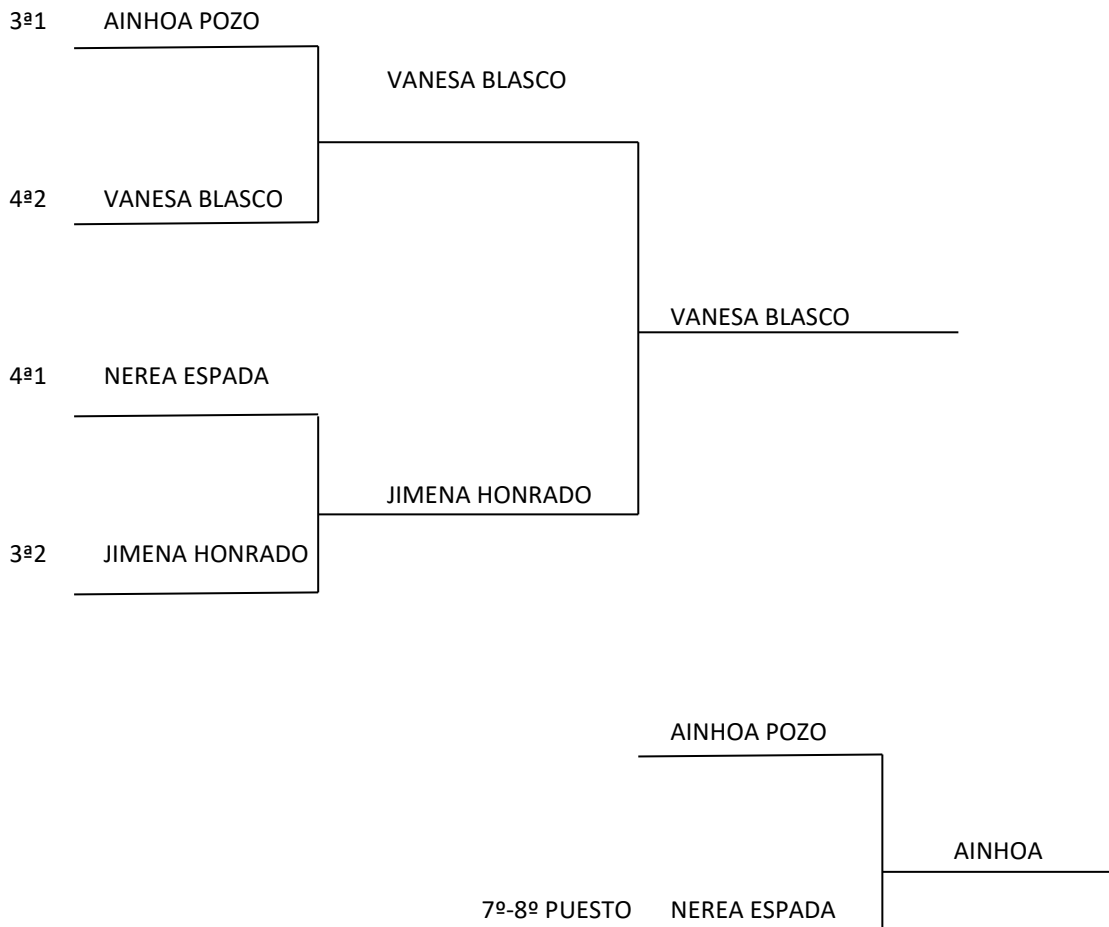 3ª1 AINHOA POZO
VANESA BLASCO
4ª2 VANESA BLASCO
VANESA BLASCO
4ª1 NEREA ESPADA
JIMENA HONRADO
3ª2 JIMENA HONRADO
AINHOA POZO
AINHOA
7º-8º PUESTO NEREA ESPADA